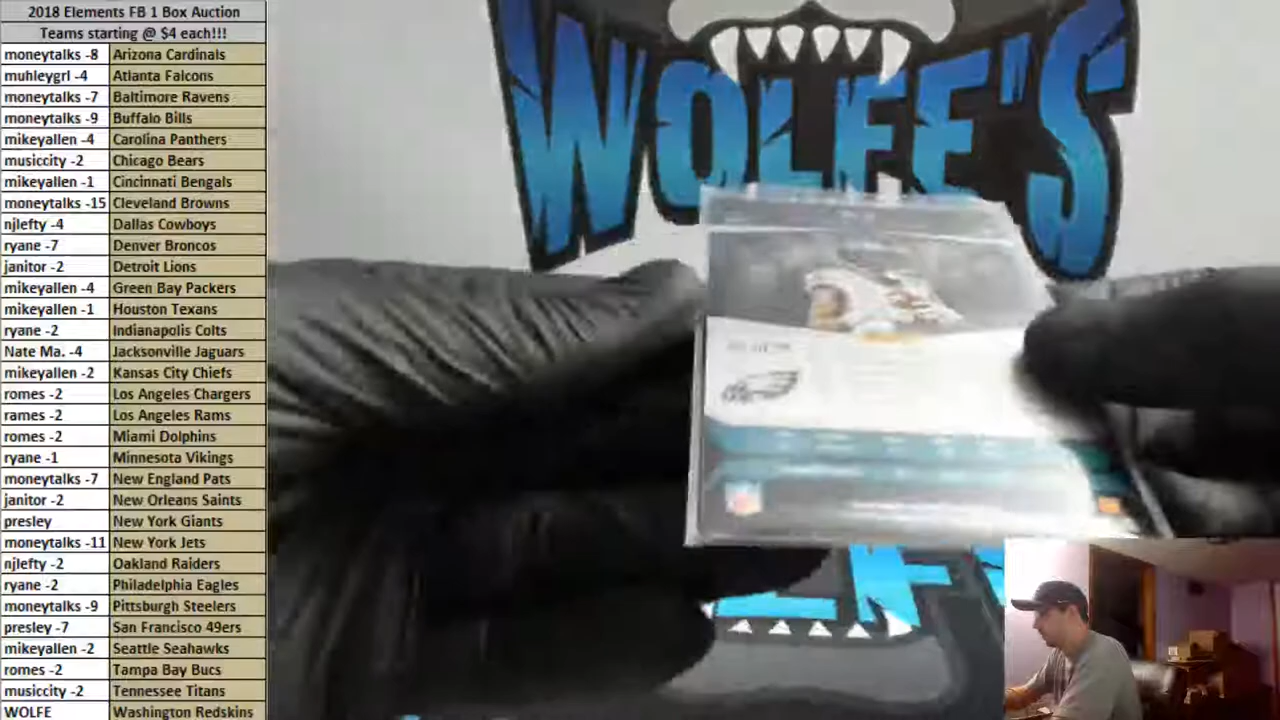 2018 Elements FB 1 Box Auction
Teams starting @ $4 each!!!
moneytalks -8 Arizona Cardinals
muhleygrl -4 Atlanta Falcons
moneytalks -7 Baltimore Ravens
moneytalks -9 Buffalo Bills
mikeyallen -4 Carolina Panthers
musiccity -2 Chicago Bears
mikeyallen -1 Cincinnati Bengals
moneytalks -15 Cleveland Browns
njlefty -4 Dallas Cowboys
ryane -7 Denver Broncos
janitor -2 Detroit Lions
mikeyallen -4 Green Bay Packers
mikeyallen -1 Houston Texans
ryane -2 Indianapolis Colts
Nate Ma. -4 Jacksonville Jaguars
mikeyallen -2 Kansas City Chiefs
romes -2 Los Angeles Chargers
rames -2 Los Angeles Rams
romes -2 Miami Dolphins
ryane -1 Minnesota Vikings
moneytalks -7 New England Pats
janitor -2 New Orleans Saints
presley New York Giants
moneytalks -11 New York Jets
njlefty -2 Oakland Raiders
ryane -2 Philadelphia Eagles
moneytalks -9 Pittsburgh Steelers
presley -7 San Francisco 49ers
mikeyallen -2 Seattle Seahawks
romes -2 Tampa Bay Bucs
musiccity -2 Tennessee Titans
WOLFE Washington Redskins
WOLFE'S